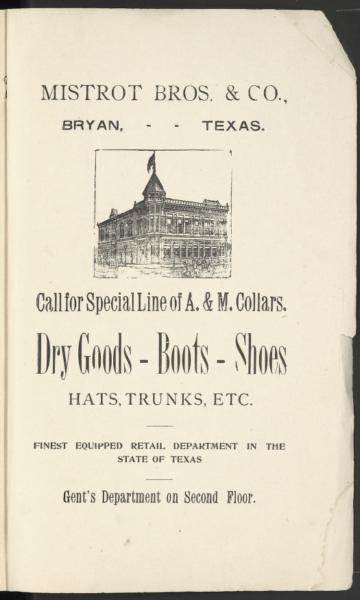 MISTROT BROS. & CO.,
BRYAN, - - TEXAS.
Call for Special Line of A. & M. Collars.
Dry Goods - Boots - Shoes
HATS, TRUNKS, ETC.
FINEST EQUIPPED RETAIL DEPARTMENT IN THE
STATE OF TEXAS
Gent's Department on Second Floor.